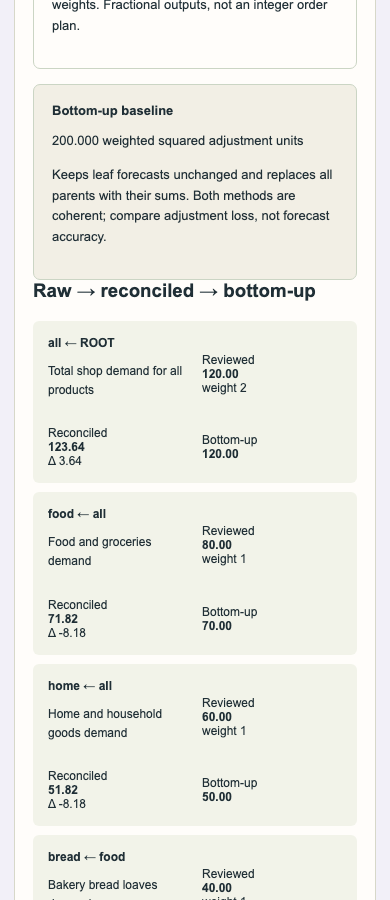 weights. Fractional outputs, not an integer order
plan.
Bottom-up baseline
200.000 weighted squared adjustment units
Keeps leaf forecasts unchanged and replaces all
parents with their sums. Both methods are
coherent; compare adjustment loss, not forecast
accuracy.
Raw → reconciled → bottom-up
all ← ROOT
Total shop demand for all
products
Reviewed
120.00
weight 2
Reconciled
123.64
Δ 3.64
Bottom-up
120.00
food ← all
Food and groceries
demand
Reviewed
80.00
weight 1
Reconciled
71.82
Δ -8.18
Bottom-up
70.00
home ← all
Home and household
goods demand
Reviewed
60.00
weight 1
Reconciled
51.82
Δ -8.18
Bottom-up
50.00
bread ← food
Bakery bread loaves
Reviewed
40.00